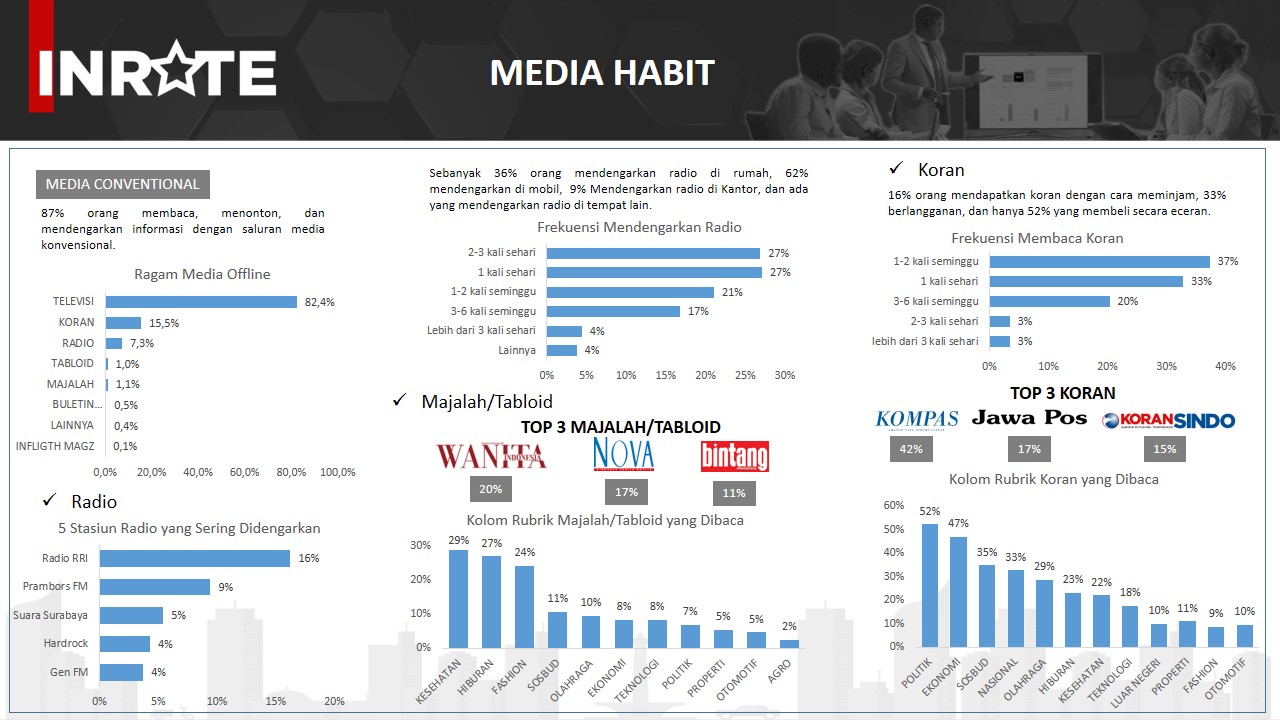 INRATE
MEDIA HABIT
MEDIA CONVENTIONAL
87% orang membaca, menonton, dan
mendengarkan informasi dengan saluran media
konvensional.
Ragam Media Offline
TELEVISI 82,4%
KORAN 15,5%
RADIO 7,3%
TABLOID 1,0%
MAJALAH 1,1%
BULETIN... 0,5%
LAINNYA 0,4%
INFLIGTH MAGZ 0,1%
0,0% 20,0% 40,0% 60,0% 80,0% 100,0%
✓ Radio
5 Stasiun Radio yang Sering Didengarkan
Radio RRI 16%
Prambors FM 9%
Suara Surabaya 5%
Hardrock 4%
Gen FM 4%
0% 5% 10% 15% 20%
Sebanyak 36% orang mendengarkan radio di rumah, 62%
mendengarkan di mobil, 9% Mendengarkan radio di Kantor, dan ada
yang mendengarkan radio di tempat lain.
Frekuensi Mendengarkan Radio
2-3 kali sehari 27%
1 kali sehari 27%
1-2 kali seminggu 21%
3-6 kali seminggu 17%
Lebih dari 3 kali sehari 4%
Lainnya 4%
0% 5% 10% 15% 20% 25% 30%
✓ Majalah/Tabloid
TOP 3 MAJALAH/TABLOID
WANITA INDONESIA NOVA bintang
20% 17% 11%
Kolom Rubrik Majalah/Tabloid yang Dibaca
30%
20%
10%
0%
29% 27% 24% 11% 10% 8% 8% 7% 5% 5% 2%
KESEHATAN HIBURAN FASHION SOSBUD OLAHRAGA EKONOMI TEKNOLOGI POLITIK PROPERTI OTOMOTIF AGRO
✓ Koran
16% orang mendapatkan koran dengan cara meminjam, 33%
berlangganan, dan hanya 52% yang membeli secara eceran.
Frekuensi Membaca Koran
1-2 kali seminggu 37%
1 kali sehari 33%
3-6 kali seminggu 20%
2-3 kali sehari 3%
lebih dari 3 kali sehari 3%
0% 10% 20% 30% 40%
TOP 3 KORAN
KOMPAS Jawa Pos KORANSINDO
42% 17% 15%
Kolom Rubrik Koran yang Dibaca
60%
50%
40%
30%
20%
10%
0%
52% 47% 35% 33% 29% 23% 22% 18% 10% 11% 9% 10%
POLITIK EKONOMI SOSBUD NASIONAL OLAHRAGA HIBURAN KESEHATAN TEKNOLOGI LUAR NEGERI PROPERTI FASHION OTOMOTIF